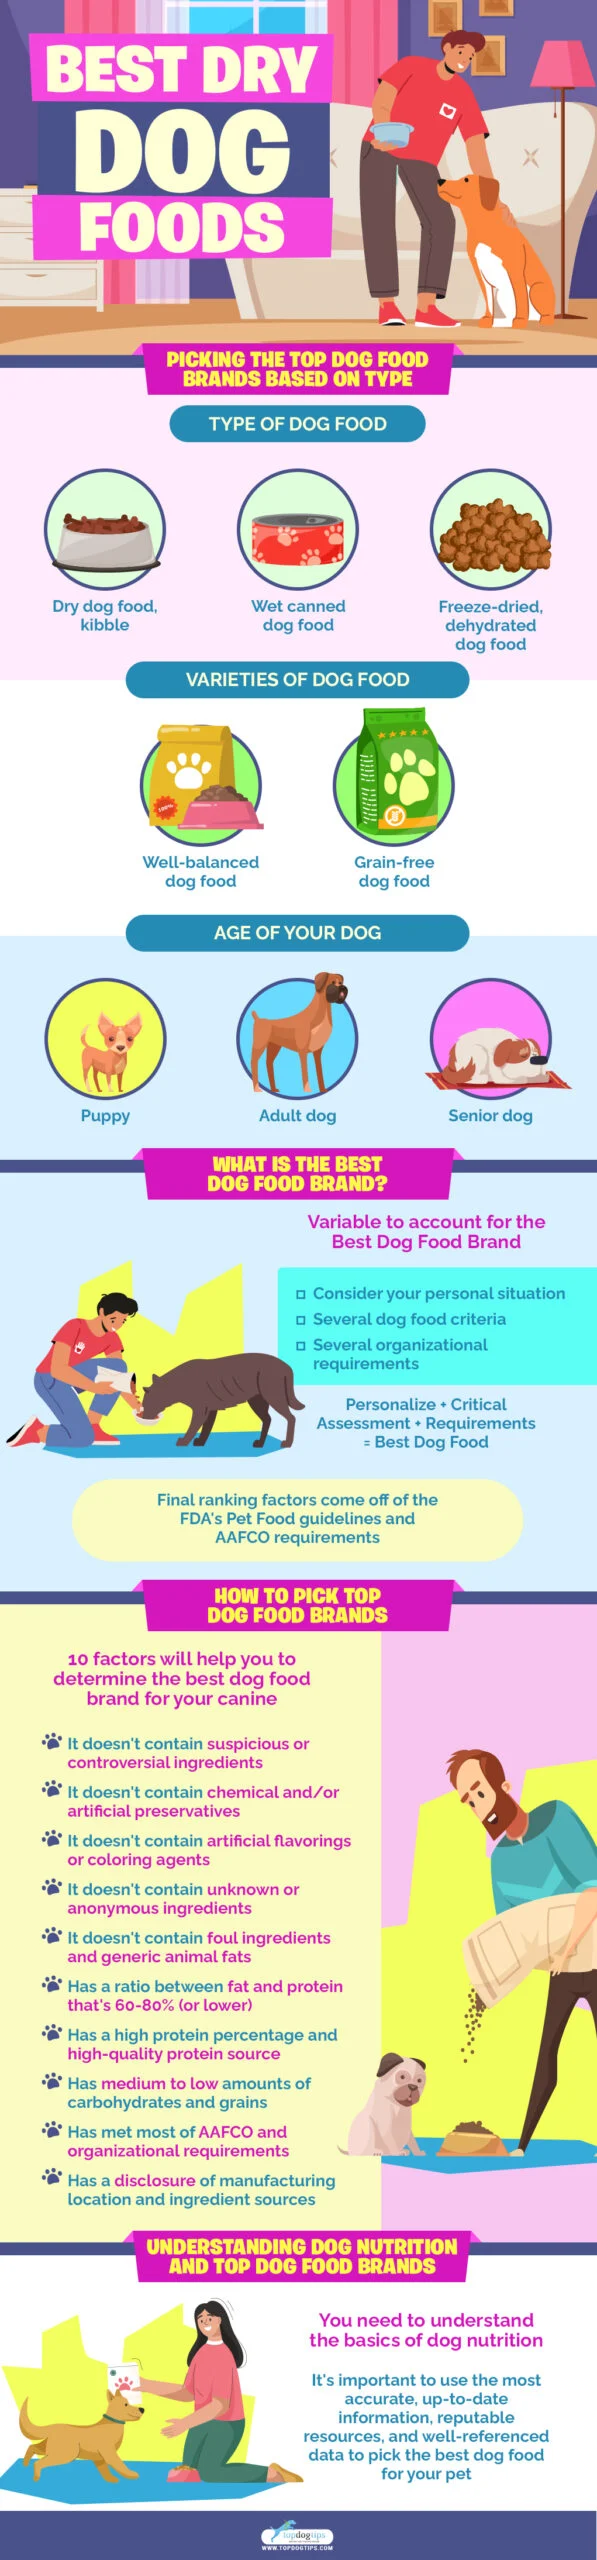 BEST DRY
DOG
FOODS
PICKING THE TOP DOG FOOD
BRANDS BASED ON TYPE
TYPE OF DOG FOOD
Dry dog food,
kibble
Wet canned
dog food
Freeze-dried,
dehydrated
dog food
VARIETIES OF DOG FOOD
100%
Well-balanced
dog food
Grain-free
dog food
AGE OF YOUR DOG
Puppy
Adult dog
Senior dog
WHAT IS THE BEST
DOG FOOD BRAND?
Variable to account for the
Best Dog Food Brand
Consider your personal situation
Several dog food criteria
Several organizational
requirements
Personalize + Critical
Assessment + Requirements
= Best Dog Food
Final ranking factors come off of the
FDA's Pet Food guidelines and
AAFCO requirements
HOW TO PICK TOP
DOG FOOD BRANDS
10 factors will help you to
determine the best dog food
brand for your canine
It doesn't contain suspicious or
controversial ingredients
It doesn't contain chemical and/or
artificial preservatives
It doesn't contain artificial flavorings
or coloring agents
It doesn't contain unknown or
anonymous ingredients
It doesn't contain foul ingredients
and generic animal fats
Has a ratio between fat and protein
that's 60-80% (or lower)
Has a high protein percentage and
high-quality protein source
Has medium to low amounts of
carbohydrates and grains
Has met most of AAFCO and
organizational requirements
Has a disclosure of manufacturing
location and ingredient sources
UNDERSTANDING DOG NUTRITION
AND TOP DOG FOOD BRANDS
You need to understand
the basics of dog nutrition
It's important to use the most
accurate, up-to-date
information, reputable
resources, and well-referenced
data to pick the best dog food
for your pet
topdogtips
WWW.TOPDOGTIPS.COM